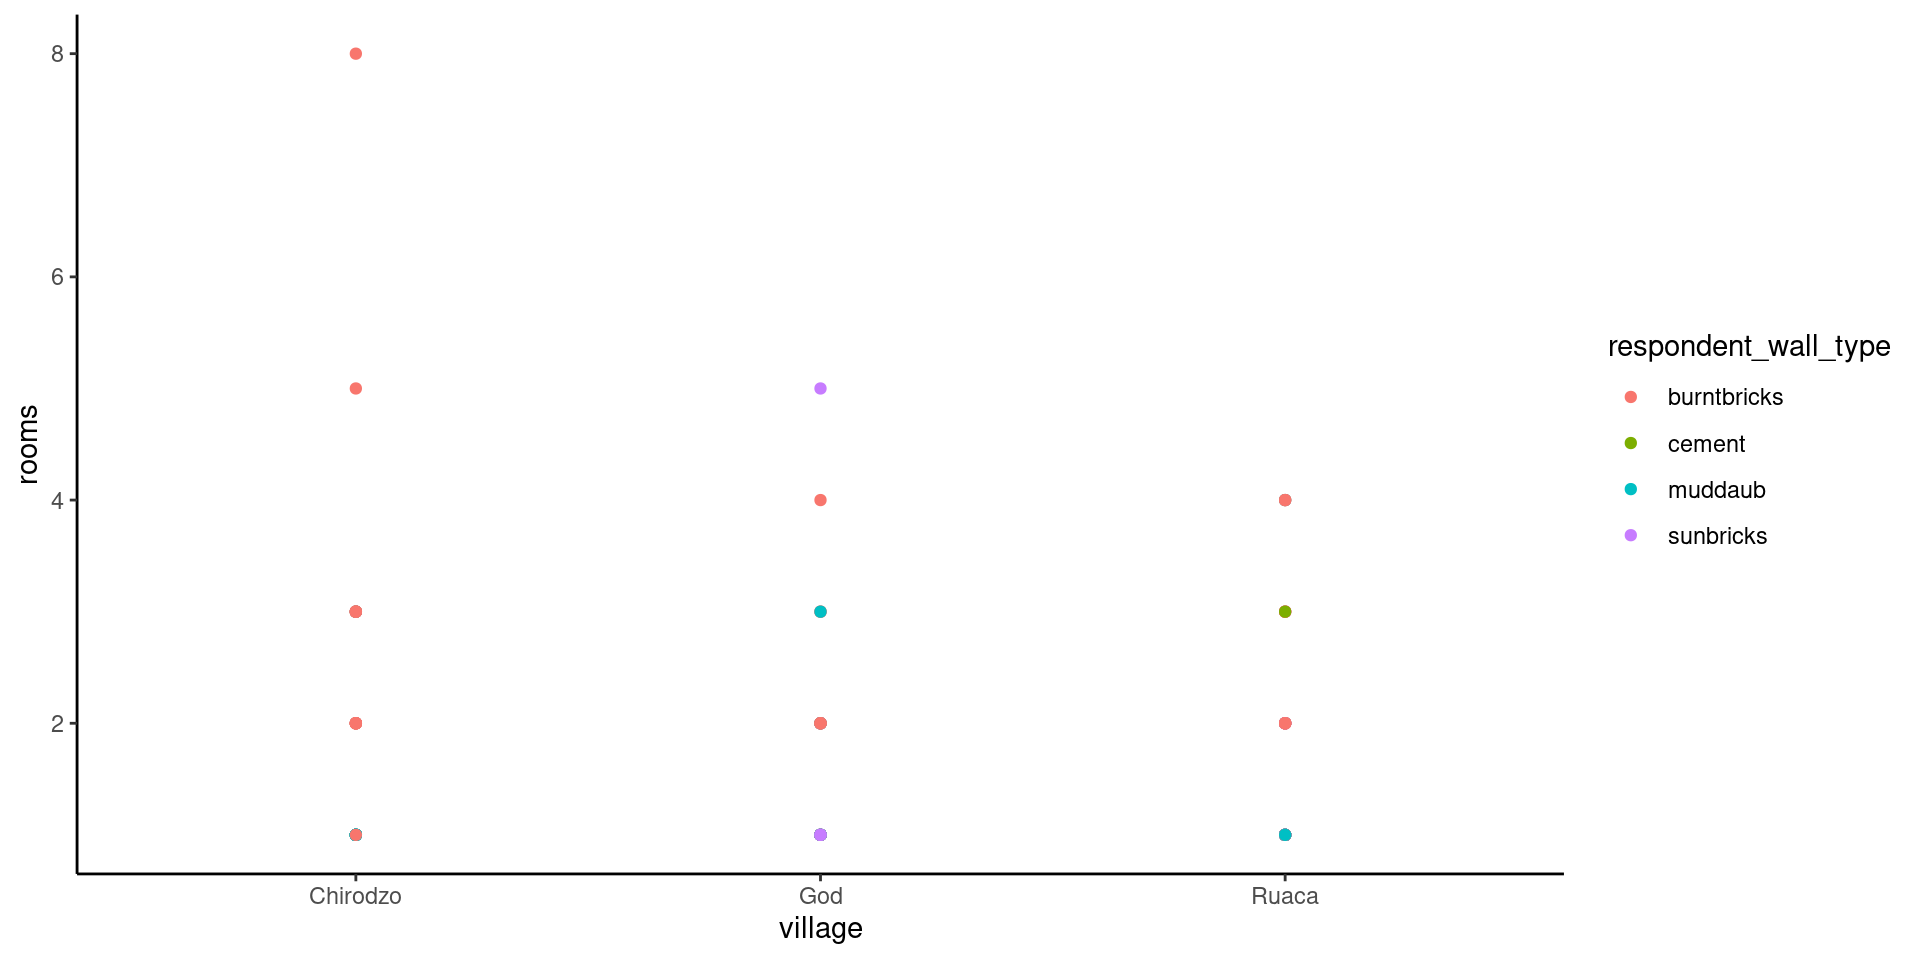 8
6
4
2
rooms
Chirodzo
God
Ruaca
village
respondent_wall_type
burntbricks
cement
muddaub
sunbricks